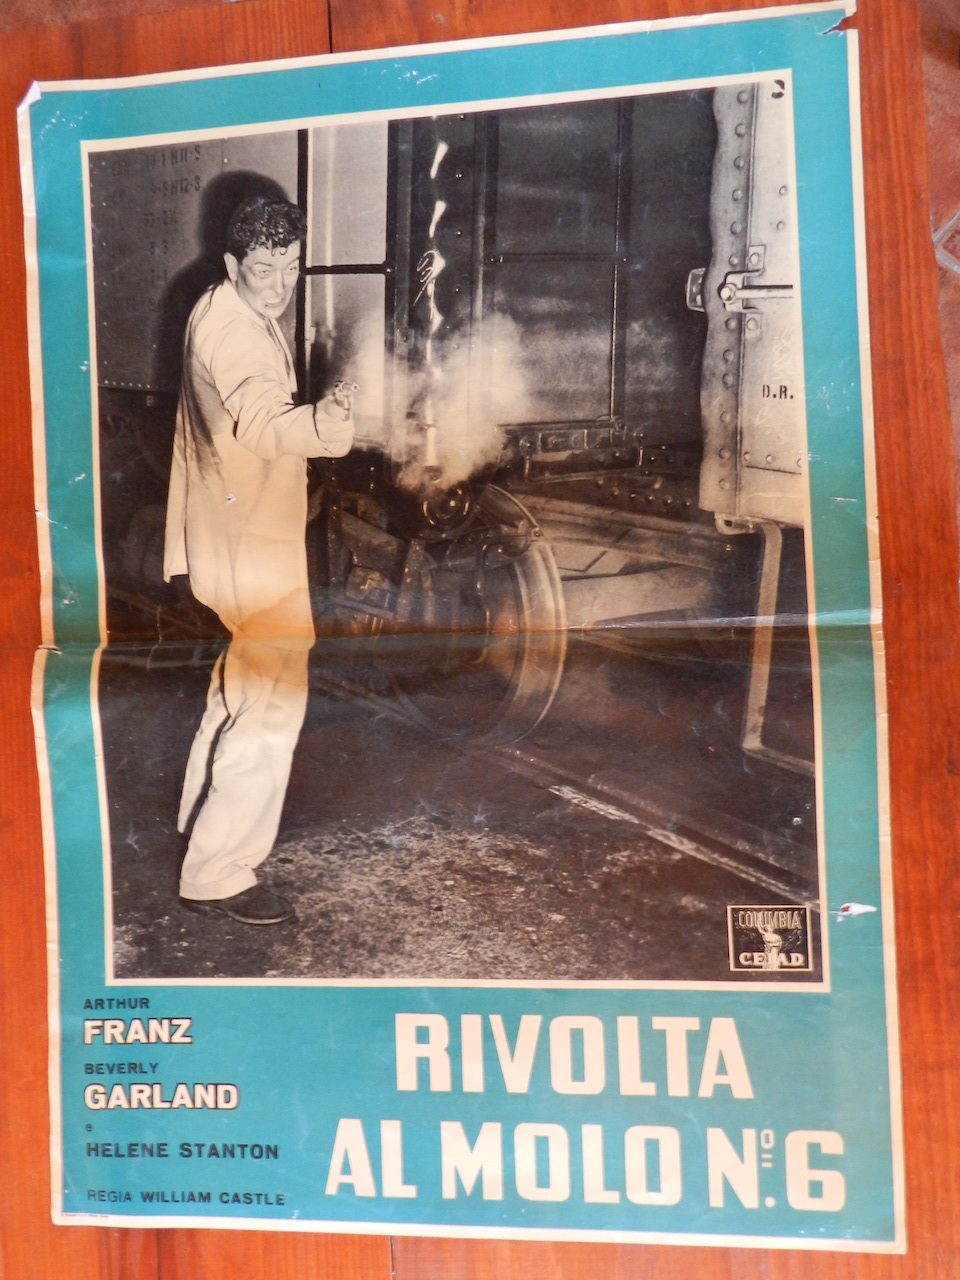 D.R.
COLUMBIA
CEIAD
ARTHUR
FRANZ
BEVERLY
GARLAND
e
HELENE STANTON
REGIA WILLIAM CASTLE
RIVOLTA
AL MOLO N.º 6